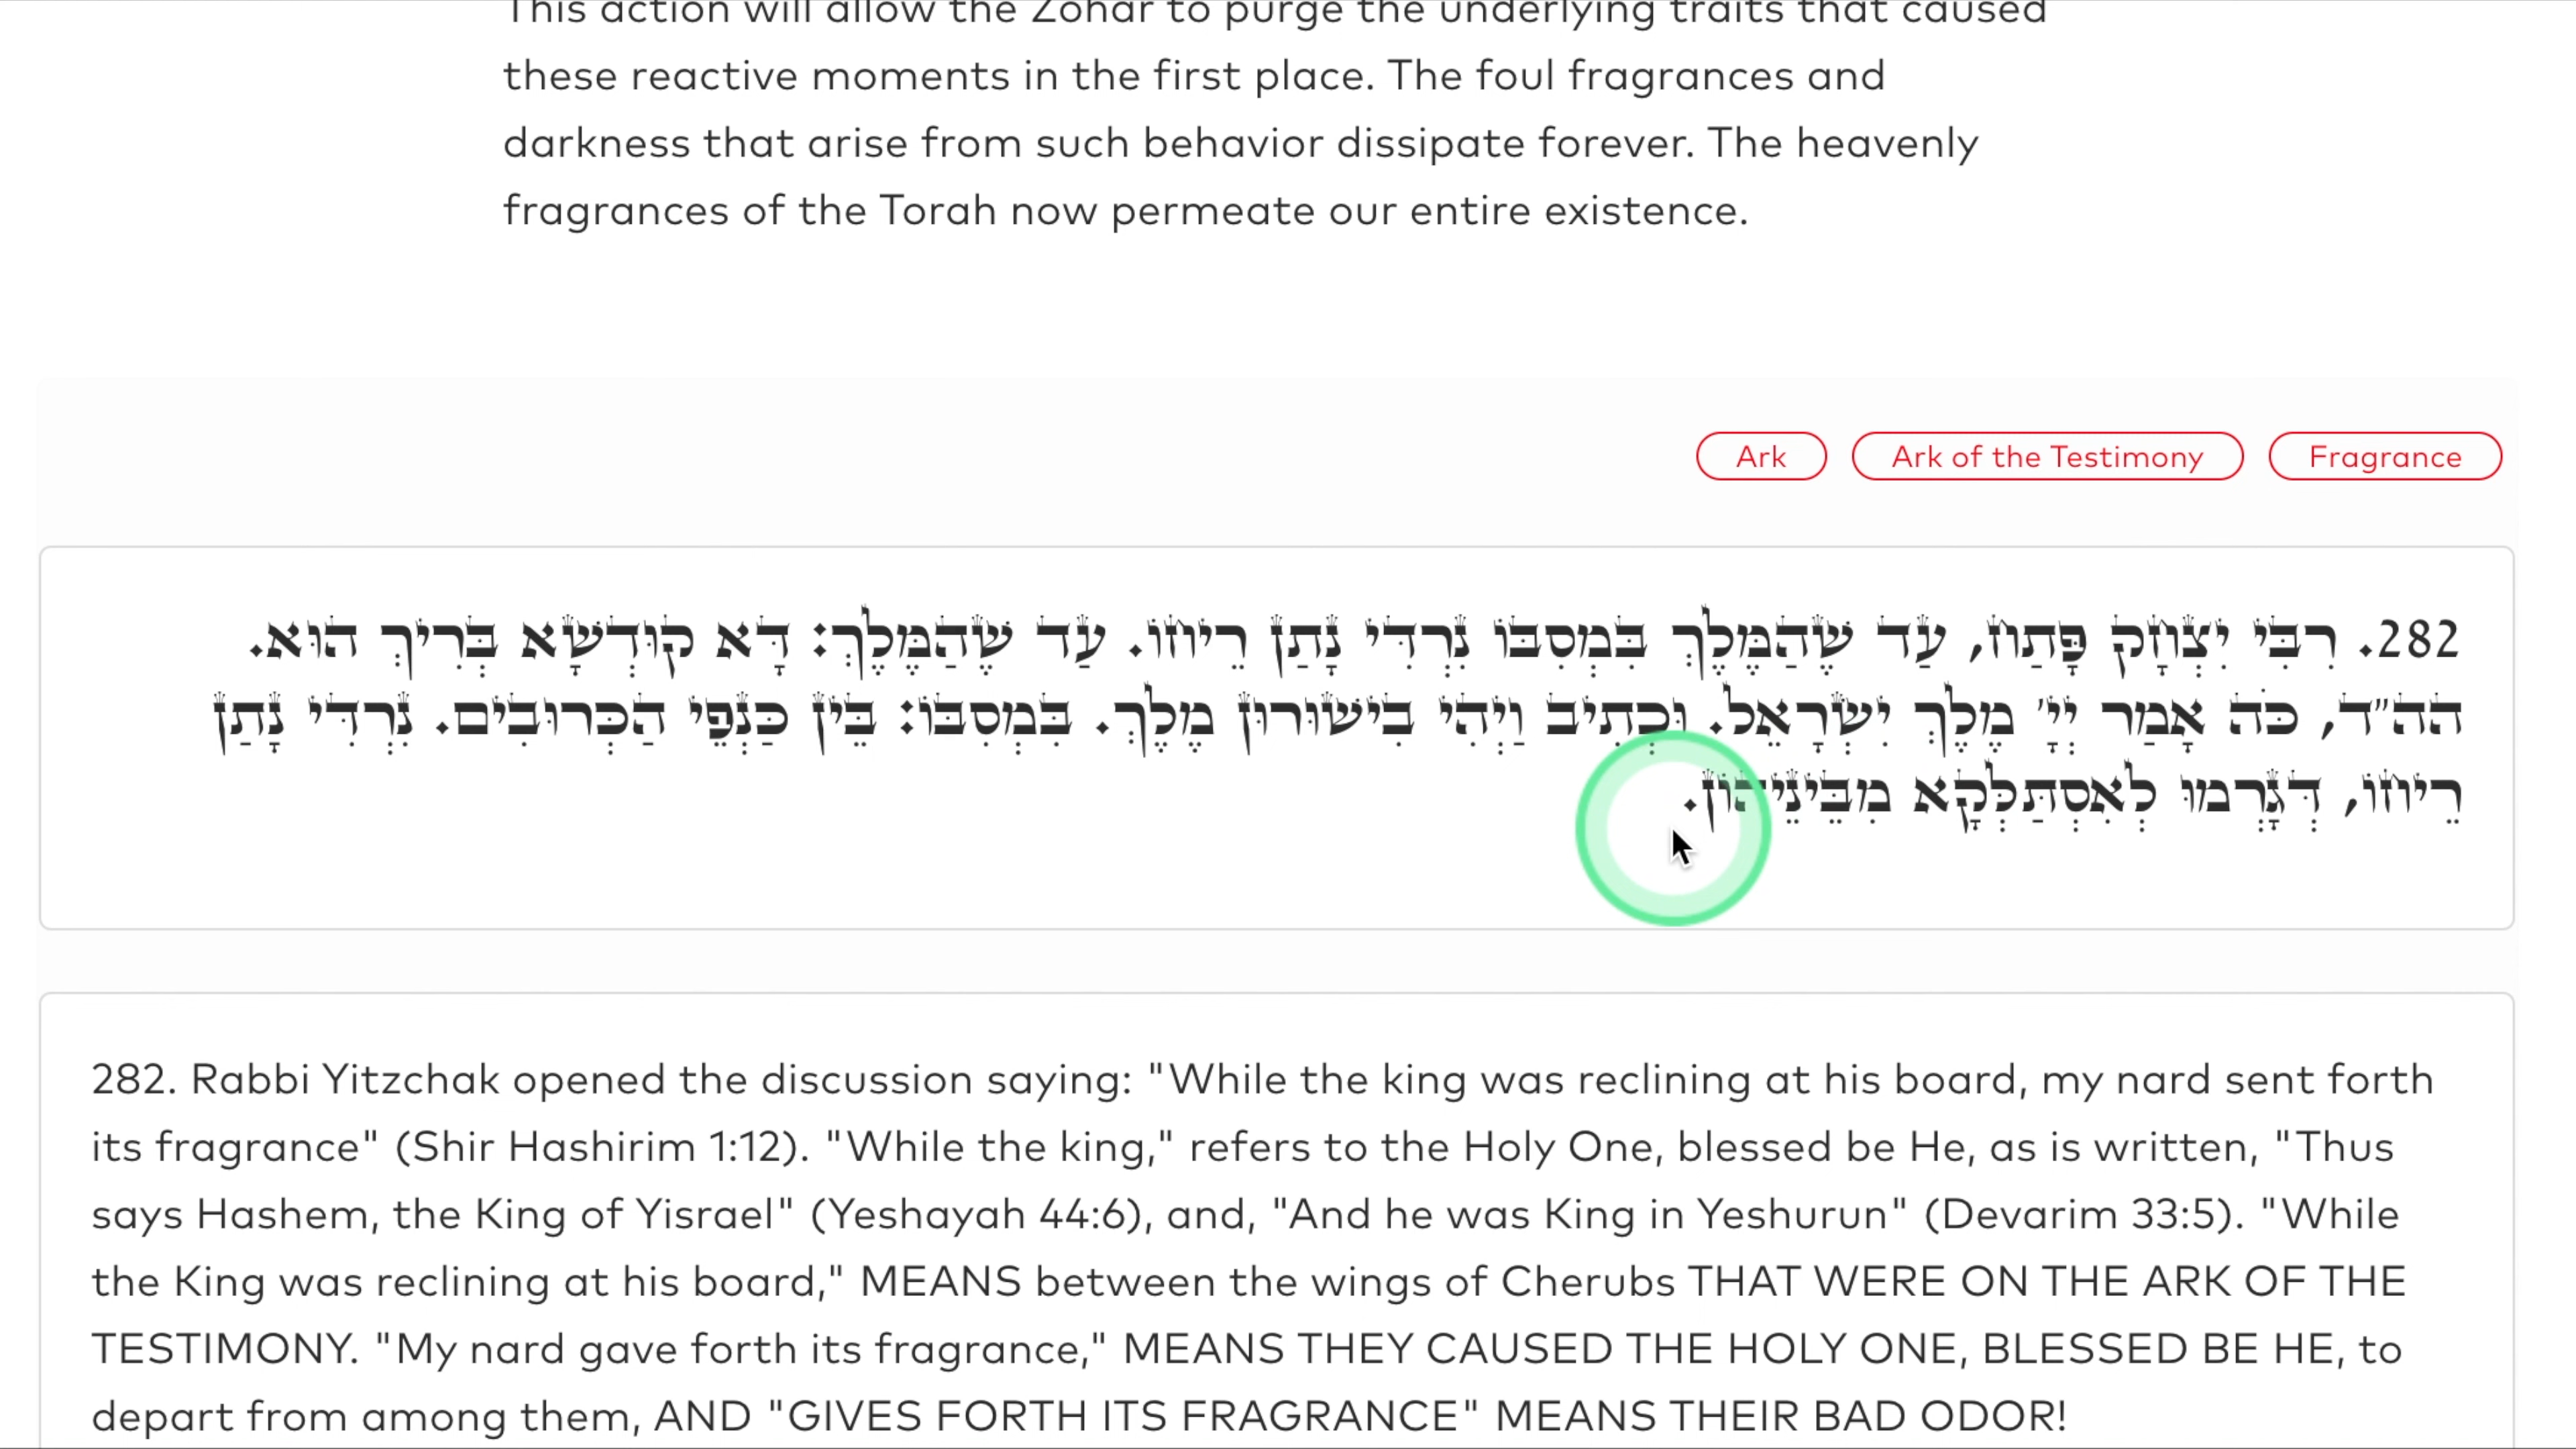 This action will allow the Zohar to purge the underlying traits that caused
these reactive moments in the first place. The foul fragrances and
darkness that arise from such behavior dissipate forever. The heavenly
fragrances of the Torah now permeate our entire existence.
Ark Ark of the Testimony Fragrance
282. רִבִּי יִצְחָק פָּתַח, עַד שֶׁהַמֶּלֶךְ בִּמְסִבּוֹ נִרְדִּי נָתַן רֵיחוֹ. עַד שֶׁהַמֶּלֶךְ: דָּא קוּדְשָׁא בְּרִיךְ הוּא.
הה"ד, כֹּה אָמַר יְיָ' מֶלֶךְ יִשְׂרָאֵל. וּכְתִיב וַיְהִי בִישׁוּרוּן מֶלֶךְ. בִּמְסִבּוֹ: בֵּין כַּנְפֵי הַכְּרוּבִים. נִרְדִּי נָתַן
רֵיחוֹ, דְּגָרְמוּ לְאִסְתַּלְּקָא מִבֵּינֵיהוֹן.
282. Rabbi Yitzchak opened the discussion saying: "While the king was reclining at his board, my nard sent forth
its fragrance" (Shir Hashirim 1:12). "While the king," refers to the Holy One, blessed be He, as is written, "Thus
says Hashem, the King of Yisrael" (Yeshayah 44:6), and, "And he was King in Yeshurun" (Devarim 33:5). "While
the King was reclining at his board," MEANS between the wings of Cherubs THAT WERE ON THE ARK OF THE
TESTIMONY. "My nard gave forth its fragrance," MEANS THEY CAUSED THE HOLY ONE, BLESSED BE HE, to
depart from among them, AND "GIVES FORTH ITS FRAGRANCE" MEANS THEIR BAD ODOR!